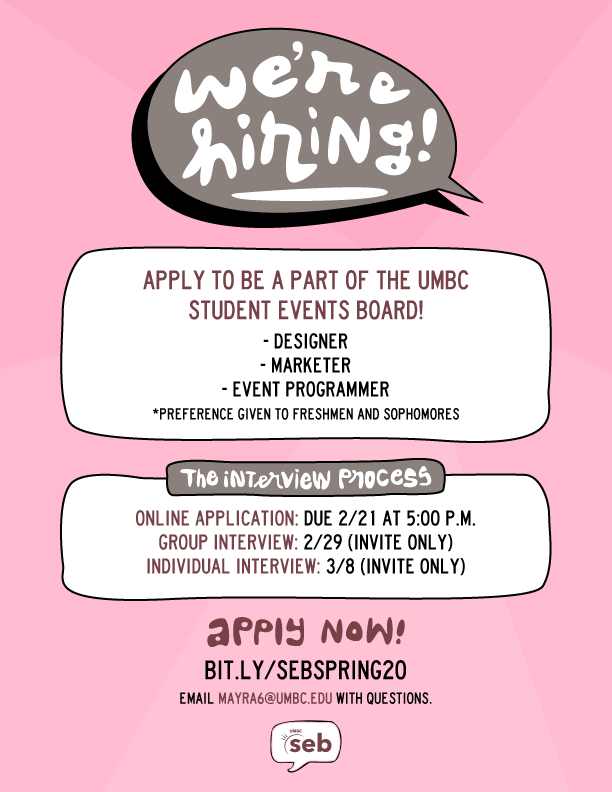 we're
hiring!
APPLY TO BE A PART OF THE UMBC
STUDENT EVENTS BOARD!
- DESIGNER
- MARKETER
- EVENT PROGRAMMER
*PREFERENCE GIVEN TO FRESHMEN AND SOPHOMORES
The iNterview Process
ONLINE APPLICATION: DUE 2/21 AT 5:00 P.M.
GROUP INTERVIEW: 2/29 (INVITE ONLY)
INDIVIDUAL INTERVIEW: 3/8 (INVITE ONLY)
apply Now!
BIT.LY/SEBSPRING20
EMAIL MAYRA6@UMBC.EDU WITH QUESTIONS.
UMBC
seb